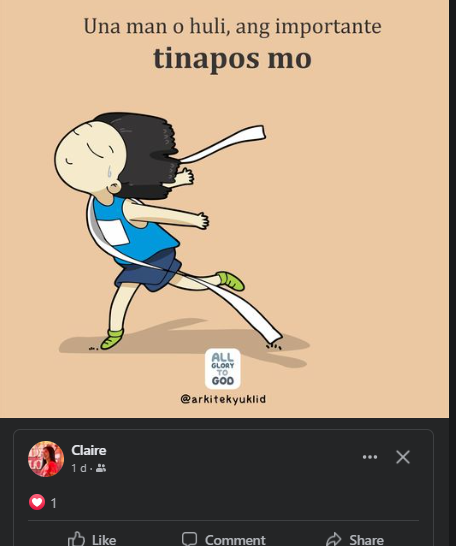 Una man o huli, ang importante
tinapos mo
ALL
GLORY
TO
GOD
@arkitekyuklid
Claire
1 d
1
Like
Comment
Share